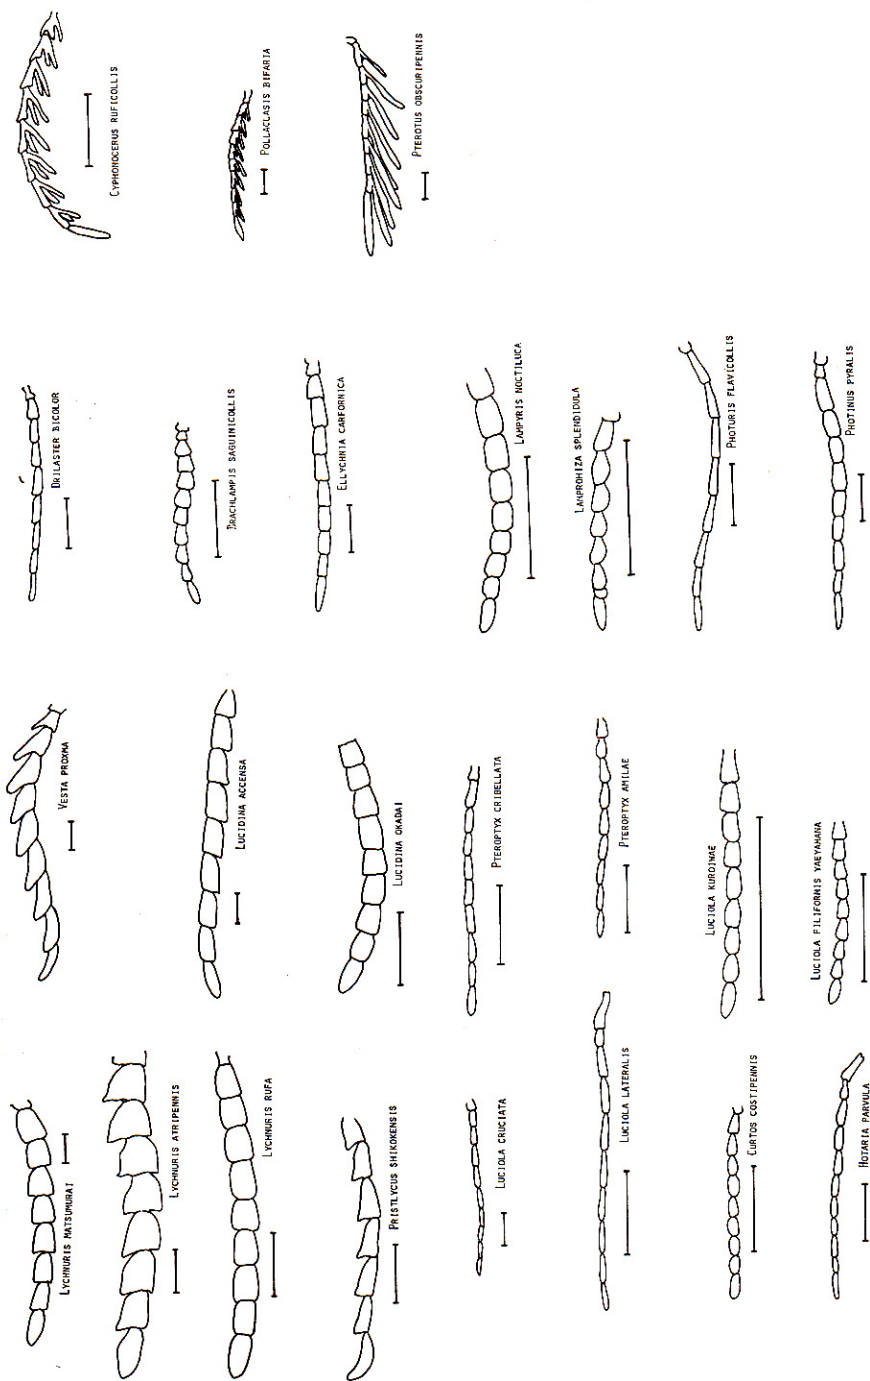 CYPHONOCERUS RUFICOLLIS
POLLACLASIS BIFARIA
PTEROTUS OBSCURIPENNIS
DRILASTER BICOLOR
BRACHLAMPIS SAGUINICOLLIS
ELLYCHNIA CARFORNICA
LAMPYRIS NOCTILUCA
LAMPROHIZA SPLENDIDULA
PHOTURIS FLAVICOLLIS
PHOTINUS PYRALIS
VESTA PROXMA
LUCIDINA ACCENSA
LUCIDINA OKADAI
PTEROPTYX CRIBELLATA
PTEROPTYX AMILAE
LUCIOLA KUROIWAE
LUCIOLA FILIFORMIS YAEYAMANA
LYCHNURIS MATSUMURAI
LYCHNURIS ATRIPENNIS
LYCHNURIS RUFA
PRISTLYCUS SHIKOKENSIS
LUCIOLA CRUCIATA
LUCIOLA LATERALIS
CURTOS COSTIPENNIS
HOTARIA PARVULA